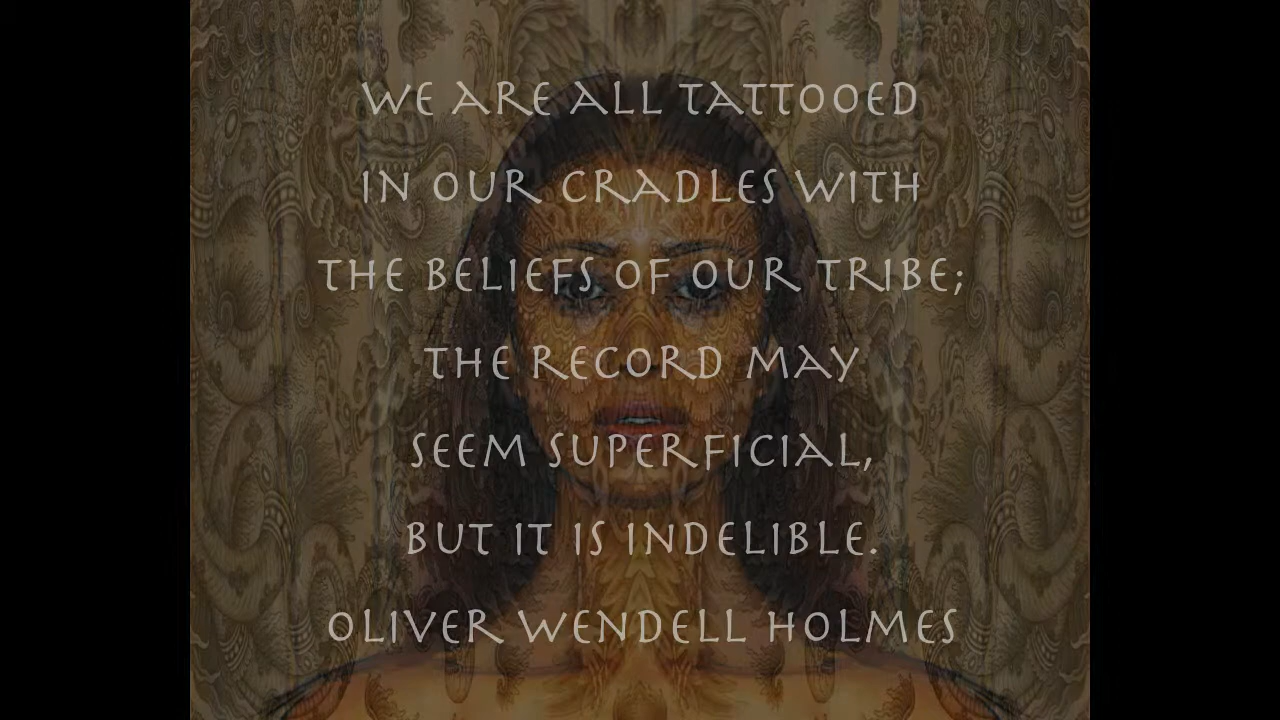 WE ARE ALL TATTOOED
IN OUR CRADLES WITH
THE BELIEFS OF OUR TRIBE;
THE RECORD MAY
SEEM SUPERFICIAL,
BUT IT IS INDELIBLE.
OLIVER WENDELL HOLMES